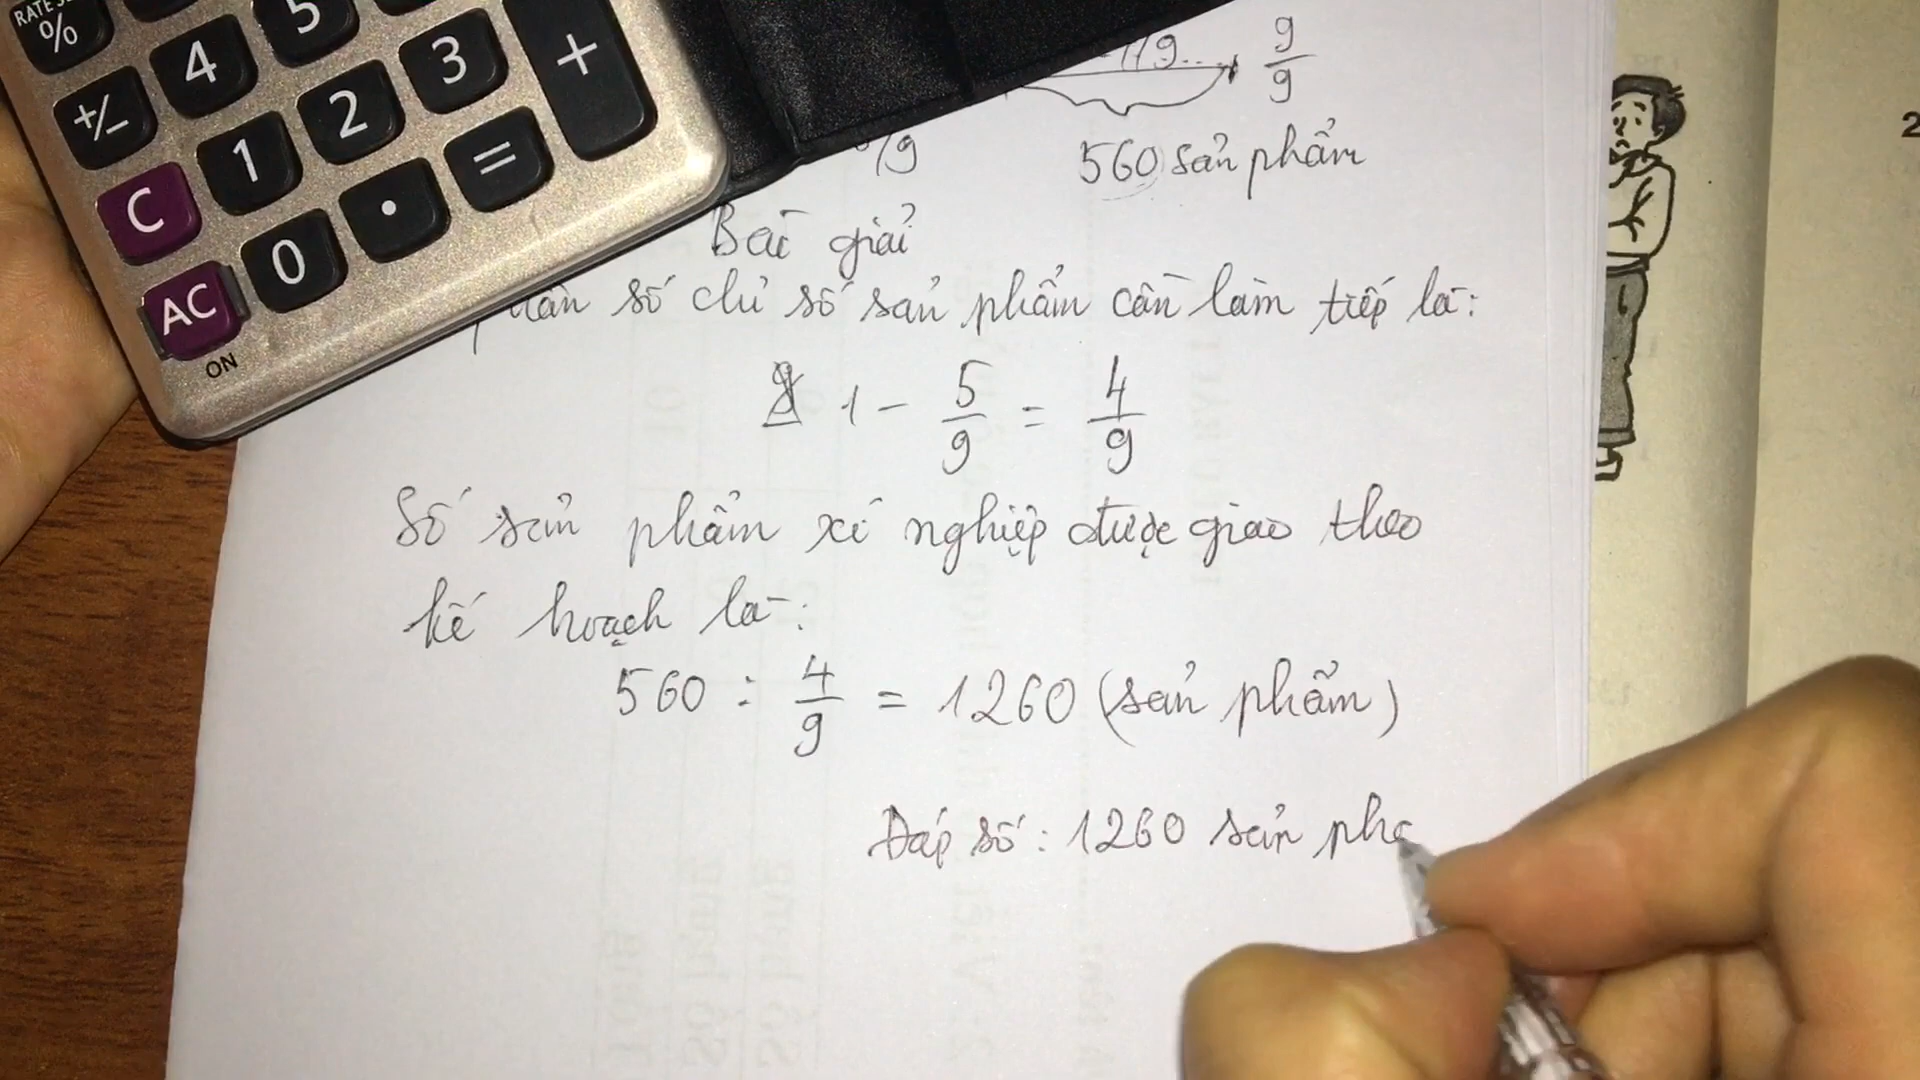 RATE
%
5
+/-
4
3
+
C
1
2
=
AC
0
.
ON
9/9
/9
560 sản phẩm
2
Bài giải
phân số chỉ số sản phẩm cần làm tiếp là:
1 - 5/9 = 4/9
Số sản phẩm xí nghiệp được giao theo
kế hoạch là:
560 : 4/9 = 1260 (sản phẩm)
Đáp số: 1260 sản